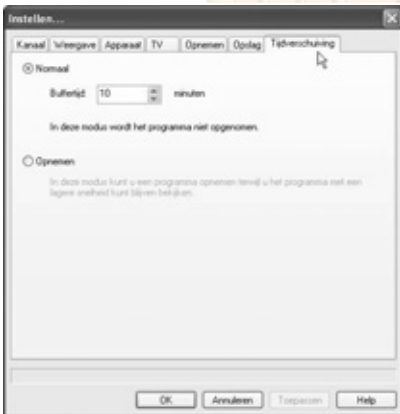 Instellen...
Kanaal Weergave Apparaat TV Opnemen Opslag Tijdverschuiving
Normaal
Buffertijd 10 minuten
In deze modus wordt het programma niet opgenomen.
Opnemen
In deze modus kunt u een programma opnemen terwijl u het programma met een
lagere snelheid kunt blijven bekijken.
OK Annuleren Toepassen Help